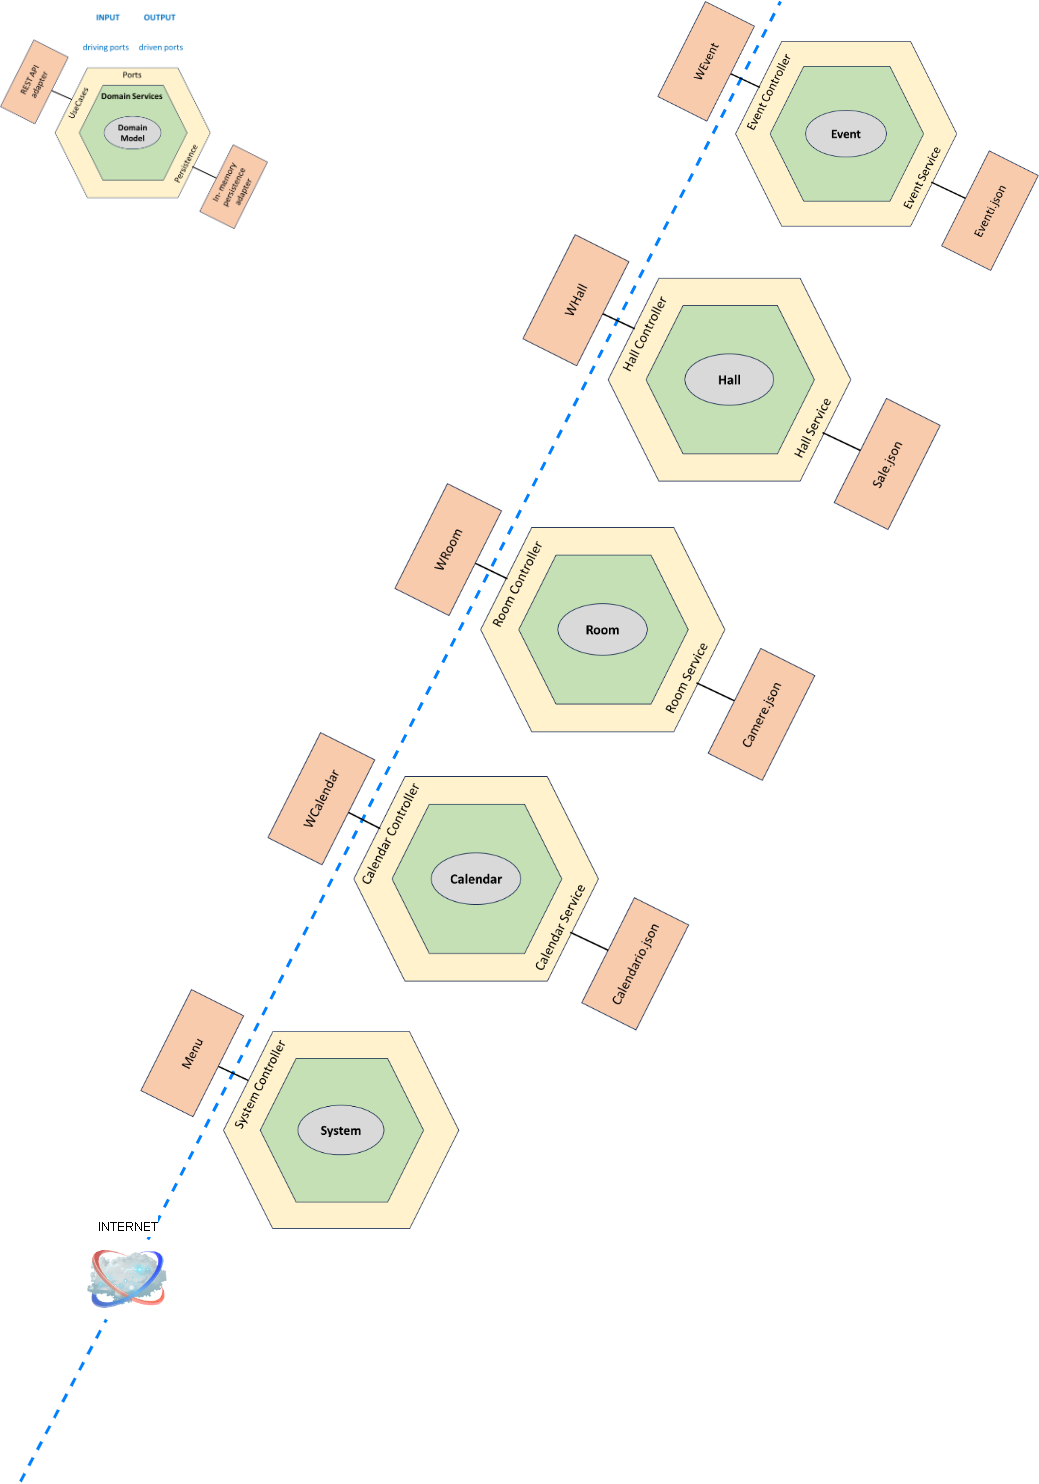 INPUT
OUTPUT
driving ports
driven ports
REST API
adapter
Ports
UseCases
Domain Services
Domain
Model
Persistence
In- memory
persistence
adapter
WEvent
Event Controller
Event
Event Service
Eventi.json
WHall
Hall Controller
Hall
Hall Service
Sale.json
WRoom
Room Controller
Room
Room Service
Camere.json
WCalendar
Calendar Controller
Calendar
Calendar Service
Calendario.json
Menu
System Controller
System
INTERNET